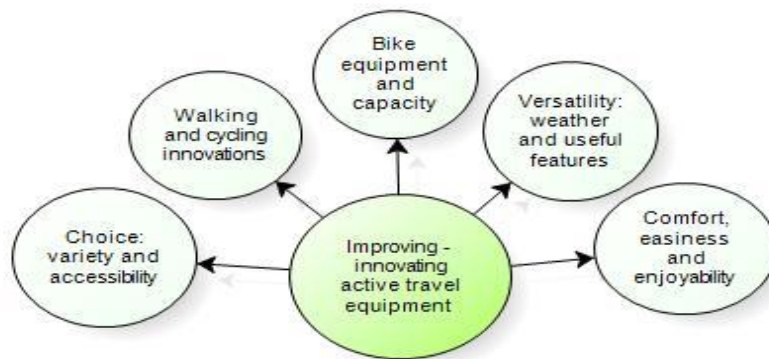 Bike
equipment
and
capacity
Walking
and cycling
innovations
Versatility:
weather
and useful
features
Choice:
variety and
accessibility
Improving -
innovating
active travel
equipment
Comfort,
easiness
and
enjoyability